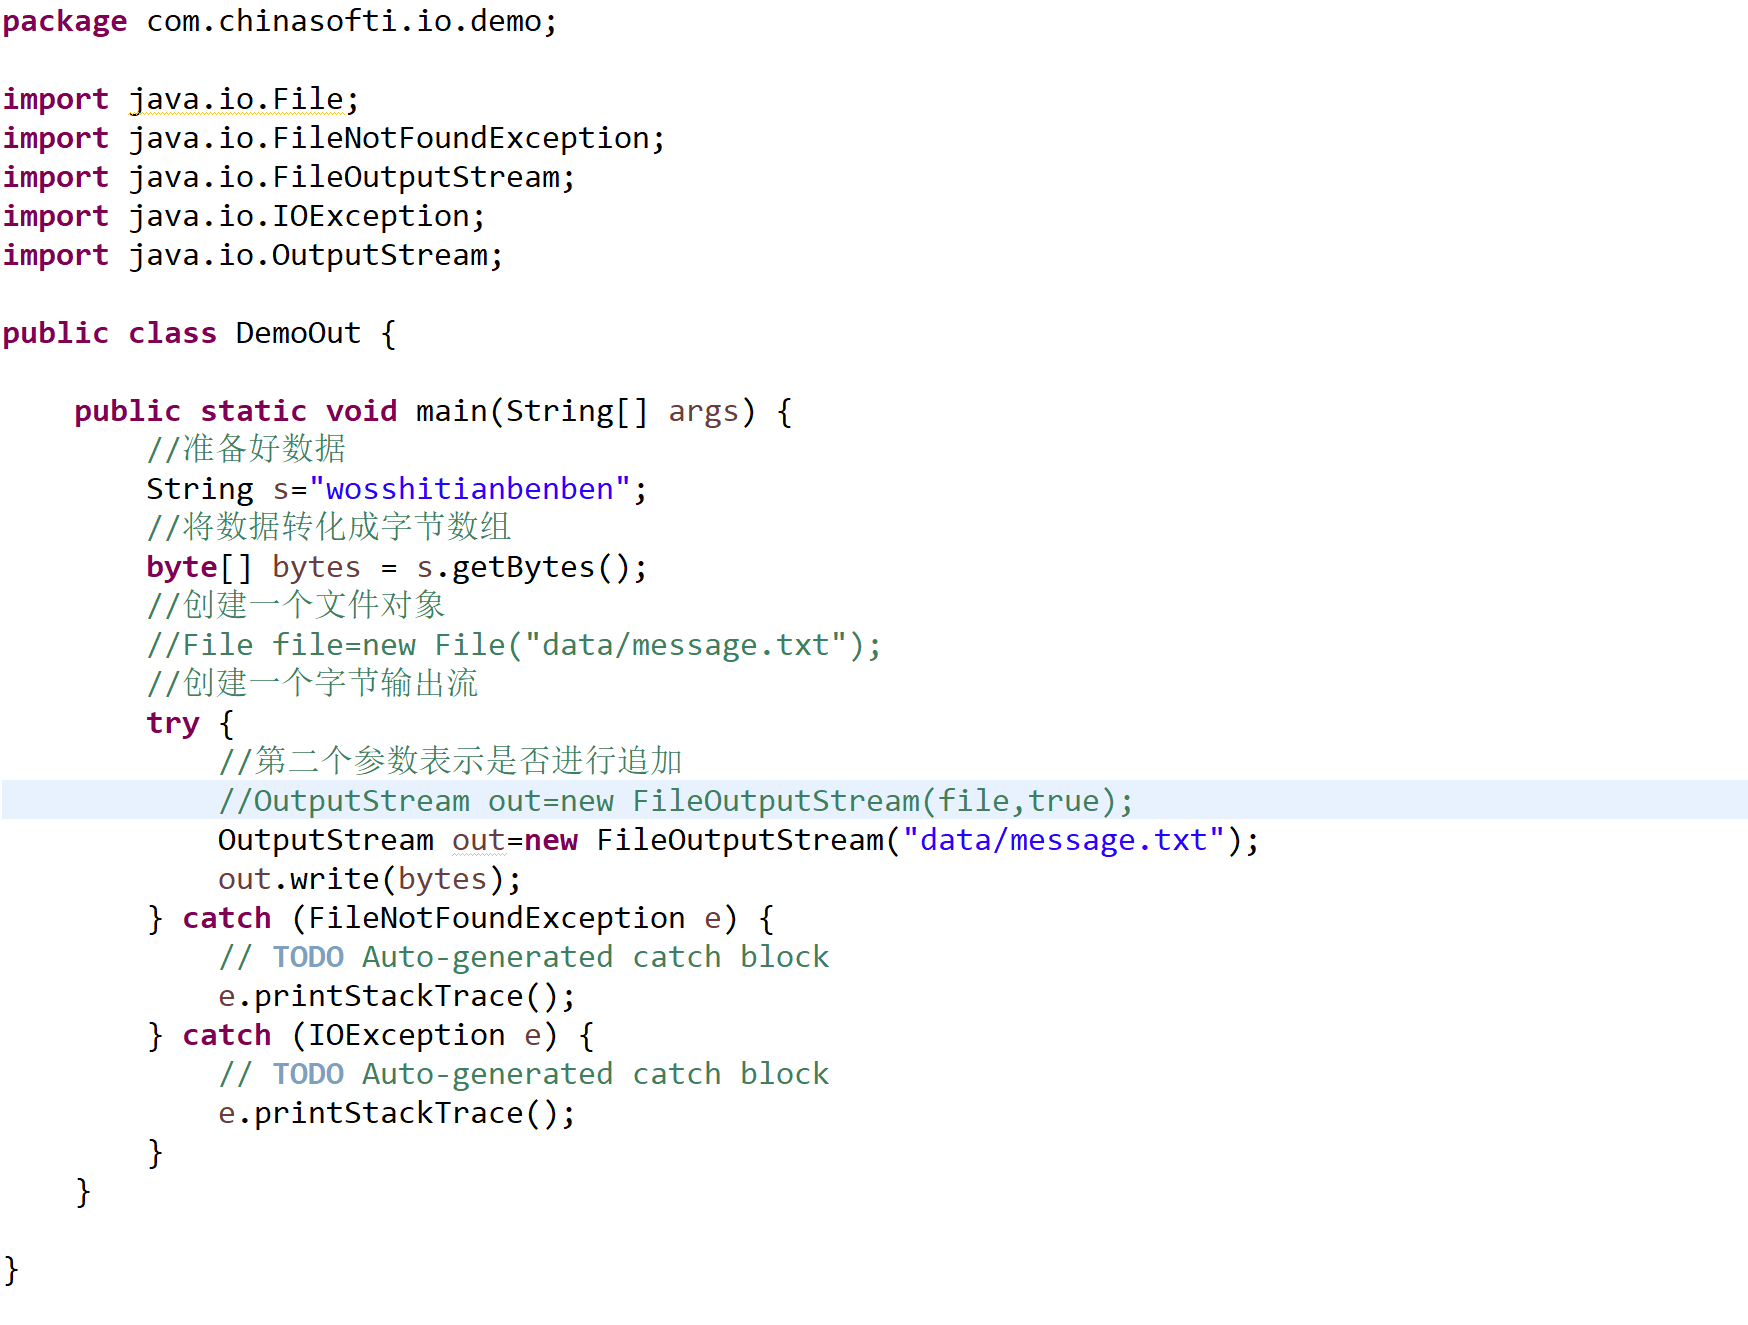 package com.chinasofti.io.demo;
import java.io.File;
import java.io.FileNotFoundException;
import java.io.FileOutputStream;
import java.io.IOException;
import java.io.OutputStream;
public class DemoOut {
public static void main(String[] args) {
//准备好数据
String s="wosshitianbenben";
//将数据转化成字节数组
byte[] bytes = s.getBytes();
//创建一个文件对象
//File file=new File("data/message.txt");
//创建一个字节输出流
try {
//第二个参数表示是否进行追加
//OutputStream out=new FileOutputStream(file,true);
OutputStream out=new FileOutputStream("data/message.txt");
out.write(bytes);
} catch (FileNotFoundException e) {
// TODO Auto-generated catch block
e.printStackTrace();
} catch (IOException e) {
// TODO Auto-generated catch block
e.printStackTrace();
}
}
}